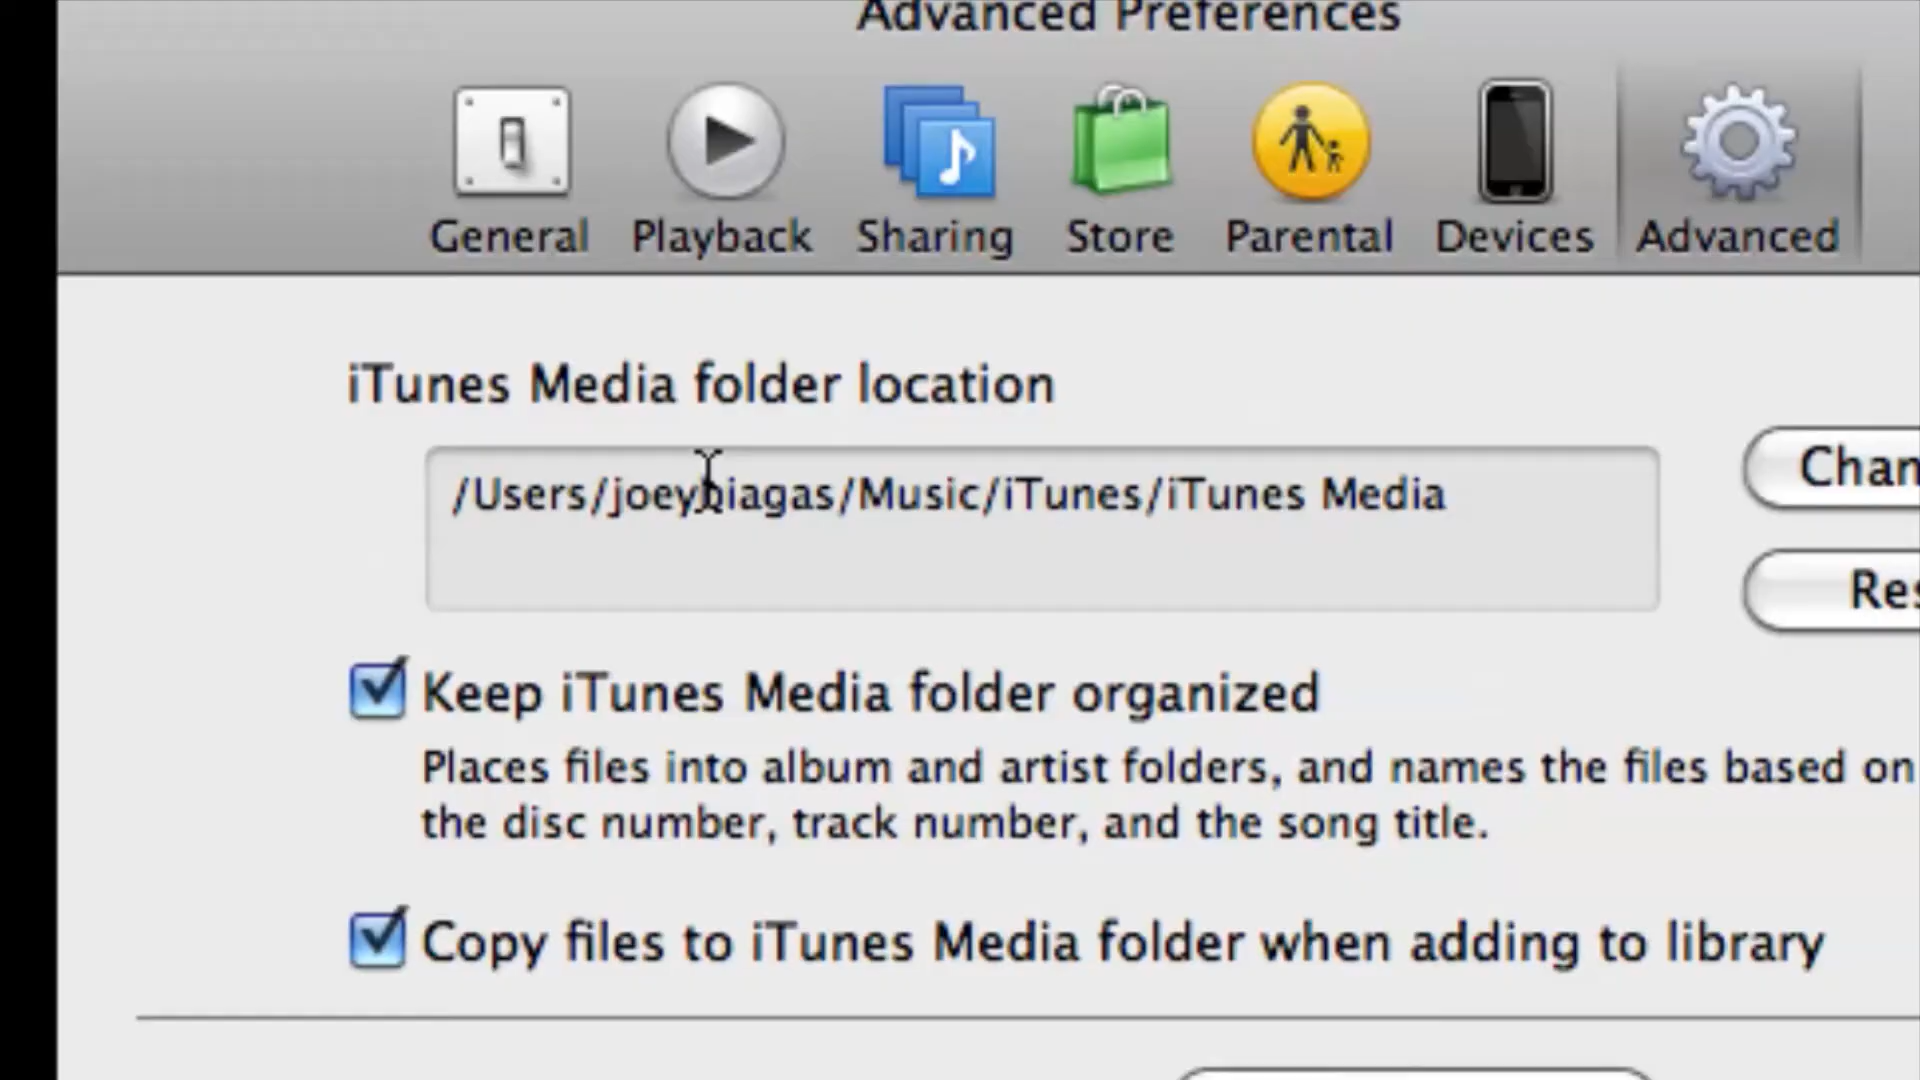 Advanced Preferences
General Playback Sharing Store Parental Devices Advanced
iTunes Media folder location
/Users/joeybiagas/Music/iTunes/iTunes Media
Chan
Res
Keep iTunes Media folder organized
Places files into album and artist folders, and names the files based on
the disc number, track number, and the song title.
Copy files to iTunes Media folder when adding to library